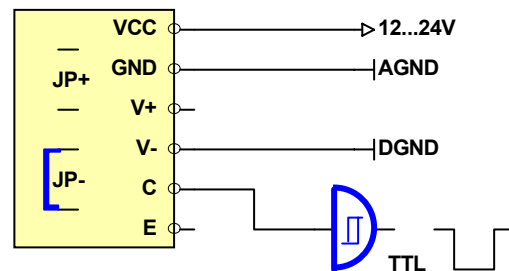 VCC 12...24V
GND AGND
JP+
V+
V- DGND
JP- C
E
TTL